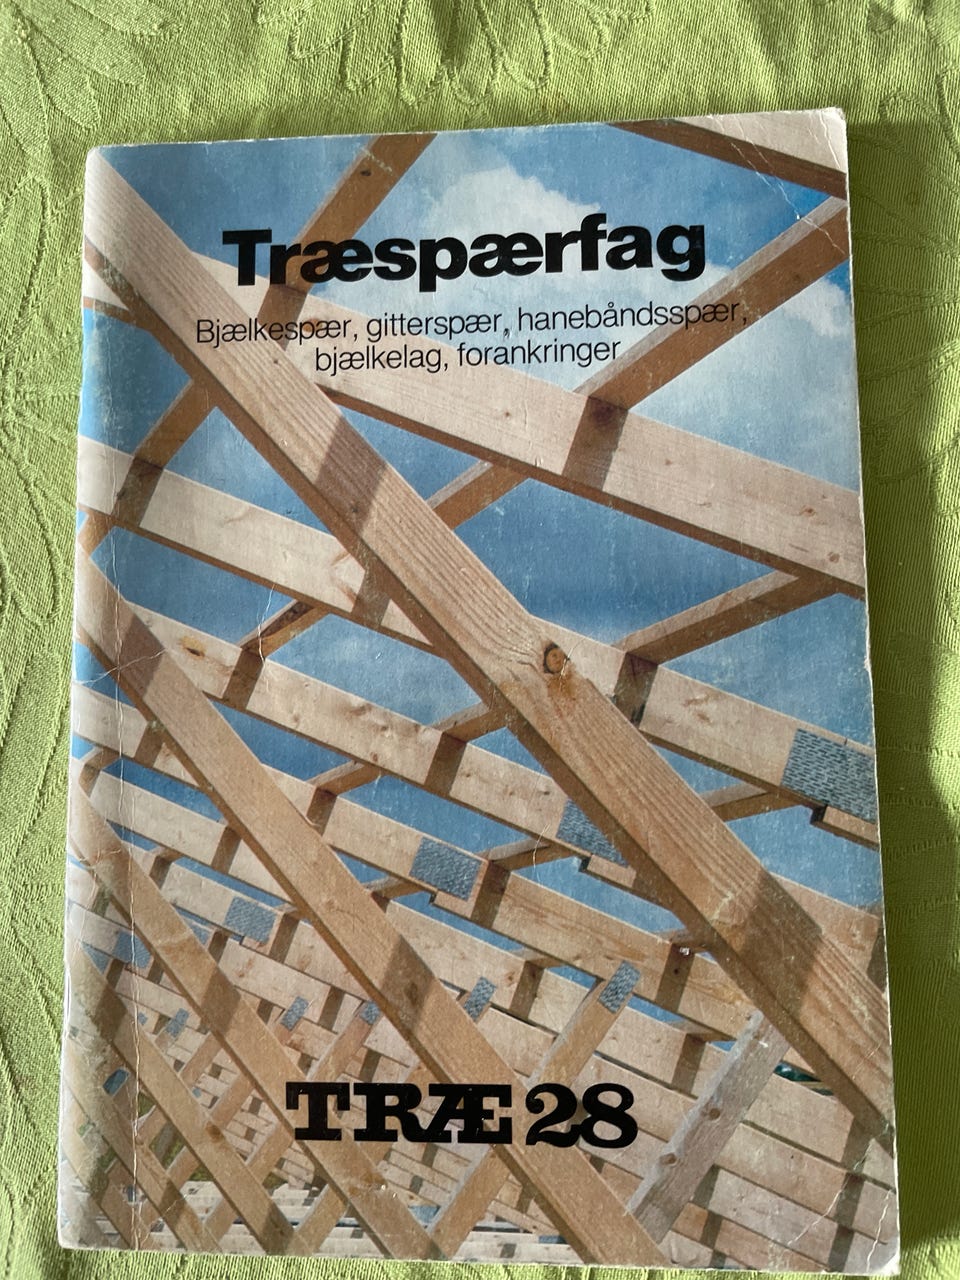 Træspærfag
Bjælkespær, gitterspær, hanebåndsspær,
bjælkelag, forankringer
TRÆ 28